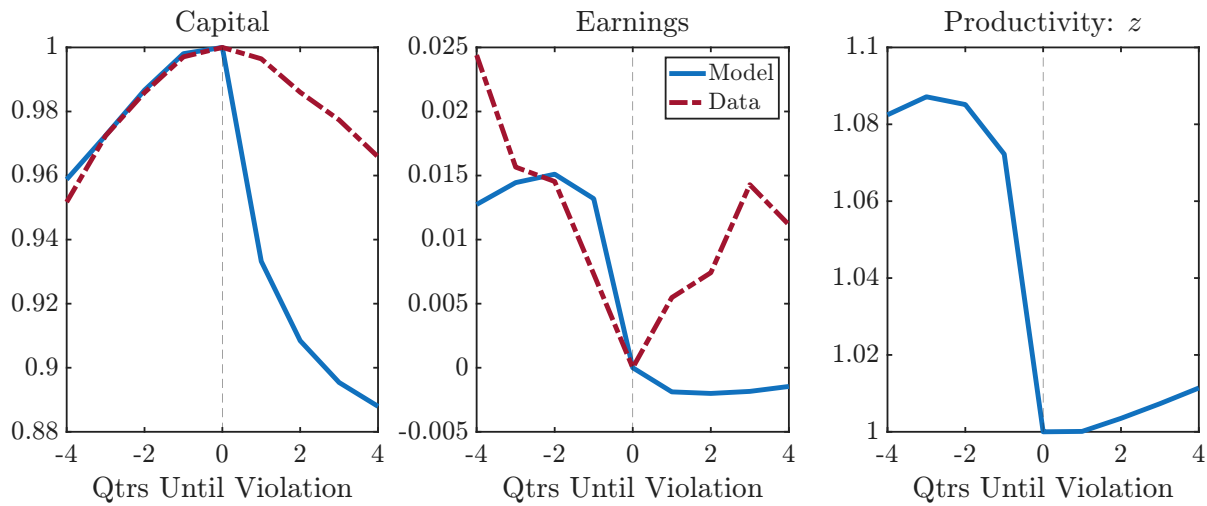 Capital
1
0.98
0.96
0.94
0.92
0.9
0.88
-4 -2 0 2 4
Qtrs Until Violation
Earnings
0.025
0.02
0.015
0.01
0.005
0
-0.005
Model
Data
-4 -2 0 2 4
Qtrs Until Violation
Productivity: z
1.1
1.08
1.06
1.04
1.02
1
-4 -2 0 2 4
Qtrs Until Violation